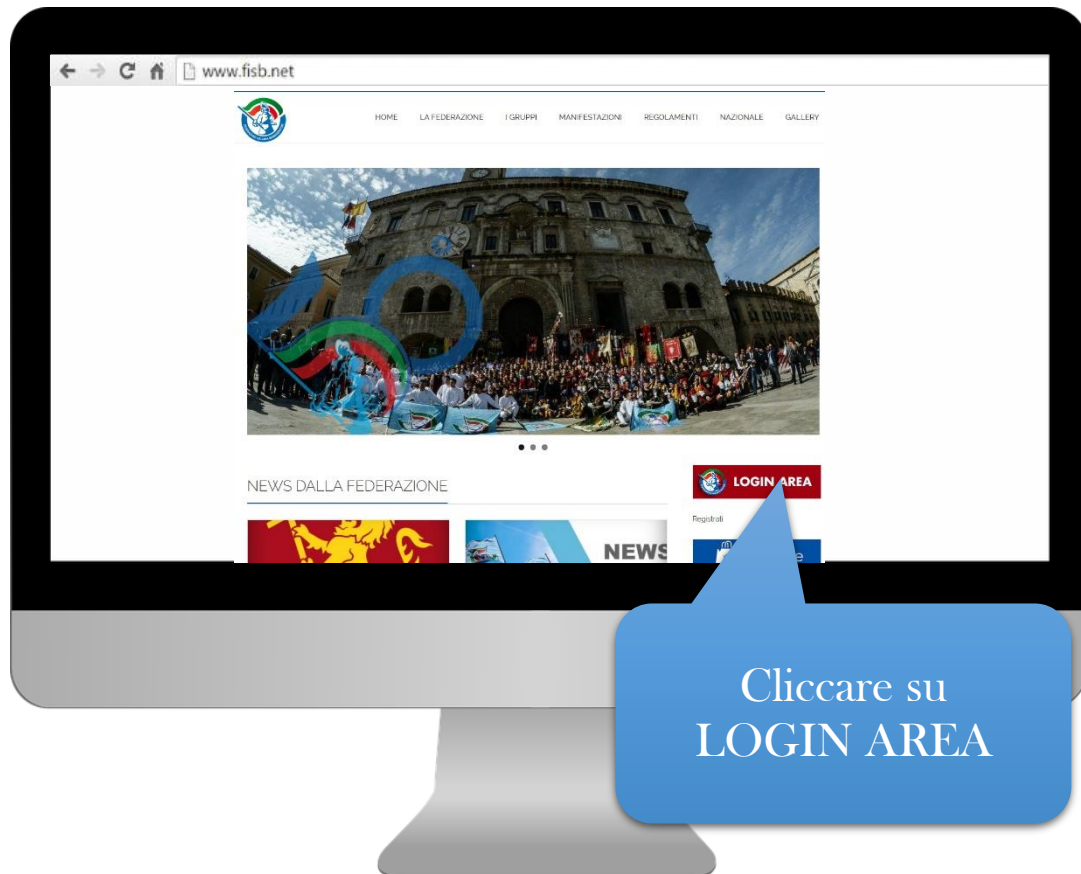 www.fisb.net
HOME LA FEDERAZIONE I GRUPPI MANIFESTAZIONI REGOLAMENTI NAZIONALE GALLERY
NEWS DALLA FEDERAZIONE
LOGIN AREA
Registrati
NEWS
Cliccare su
LOGIN AREA